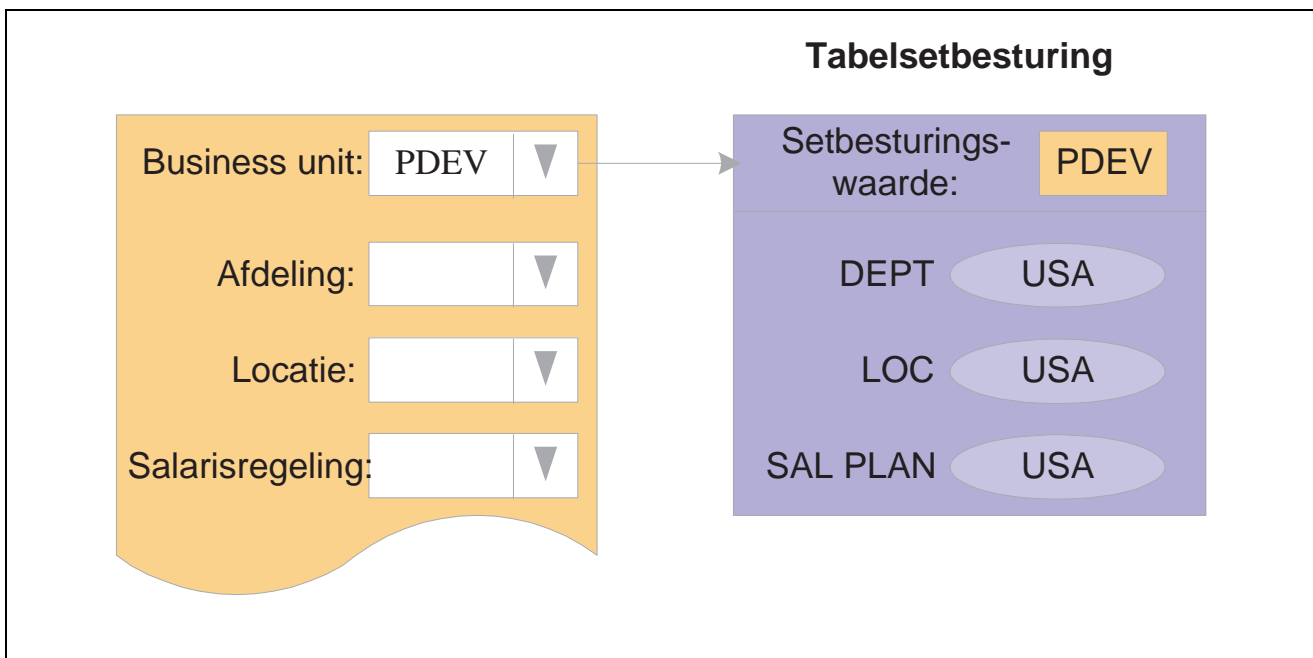 Tabelsetbesturing
Business unit: PDEV
Afdeling:
Locatie:
Salarisregeling:
Setbesturings-
waarde: PDEV
DEPT USA
LOC USA
SAL PLAN USA